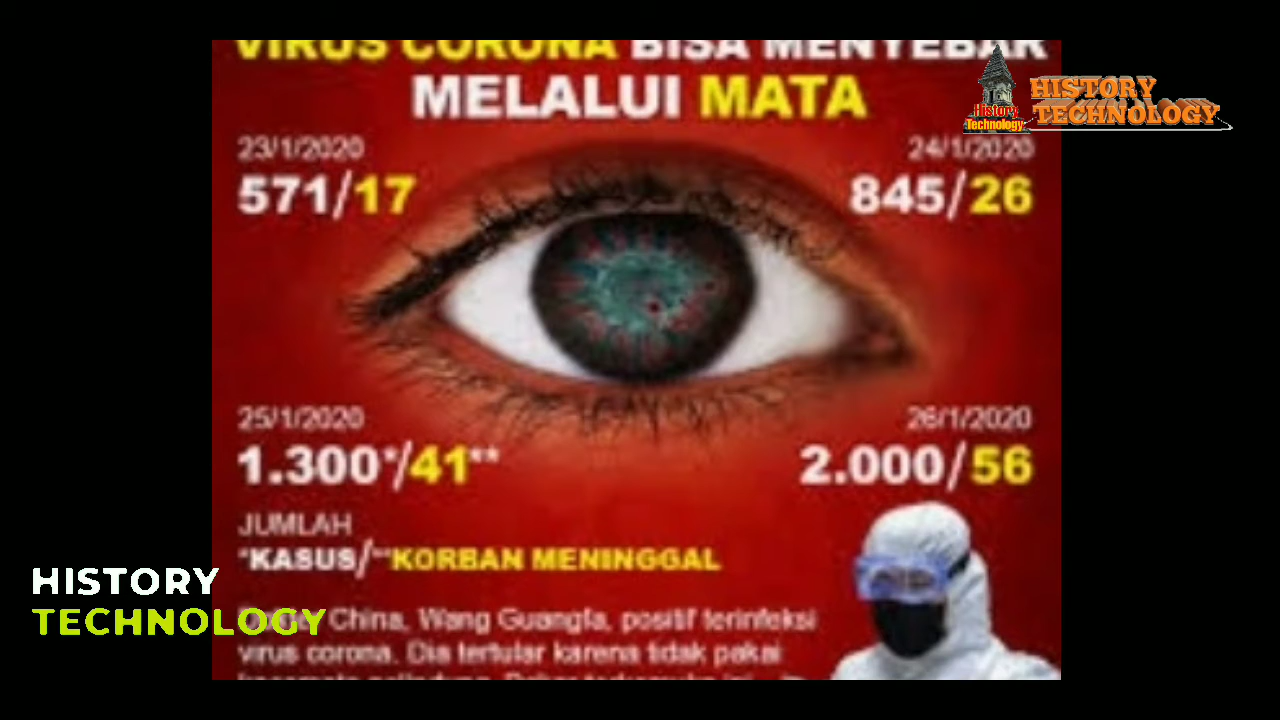 VIRUS CORONA BISA MENYEBAR
MELALUI MATA
History
Technology
HISTORY
TECHNOLOGY
23/1/2020
571/17
24/1/2020
845/26
25/1/2020
1.300*/41**
26/1/2020
2.000/56
JUMLAH
*KASUS/**KORBAN MENINGGAL
HISTORY
TECHNOLOGY
China, Wang Guangfa, positif terinfeksi
virus corona. Dia tertular karena tidak pakai